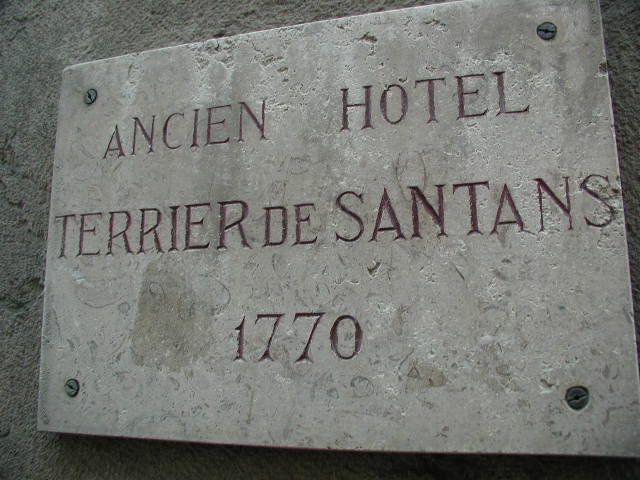 ANCIEN HÔTEL
TERRIER DE SANTANS
1770